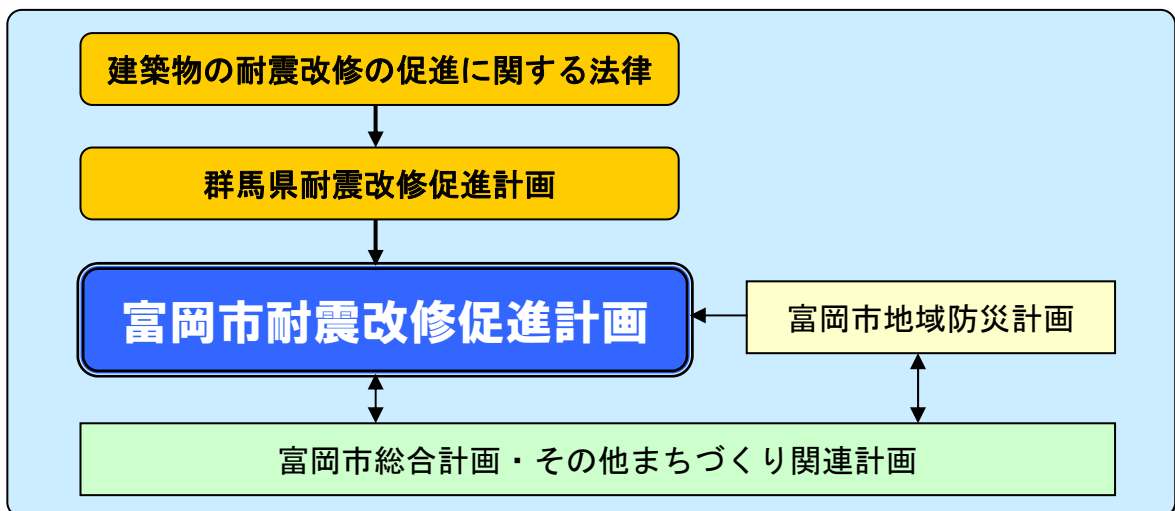 建築物の耐震改修の促進に関する法律
群馬県耐震改修促進計画
富岡市耐震改修促進計画
富岡市地域防災計画
富岡市総合計画・その他まちづくり関連計画